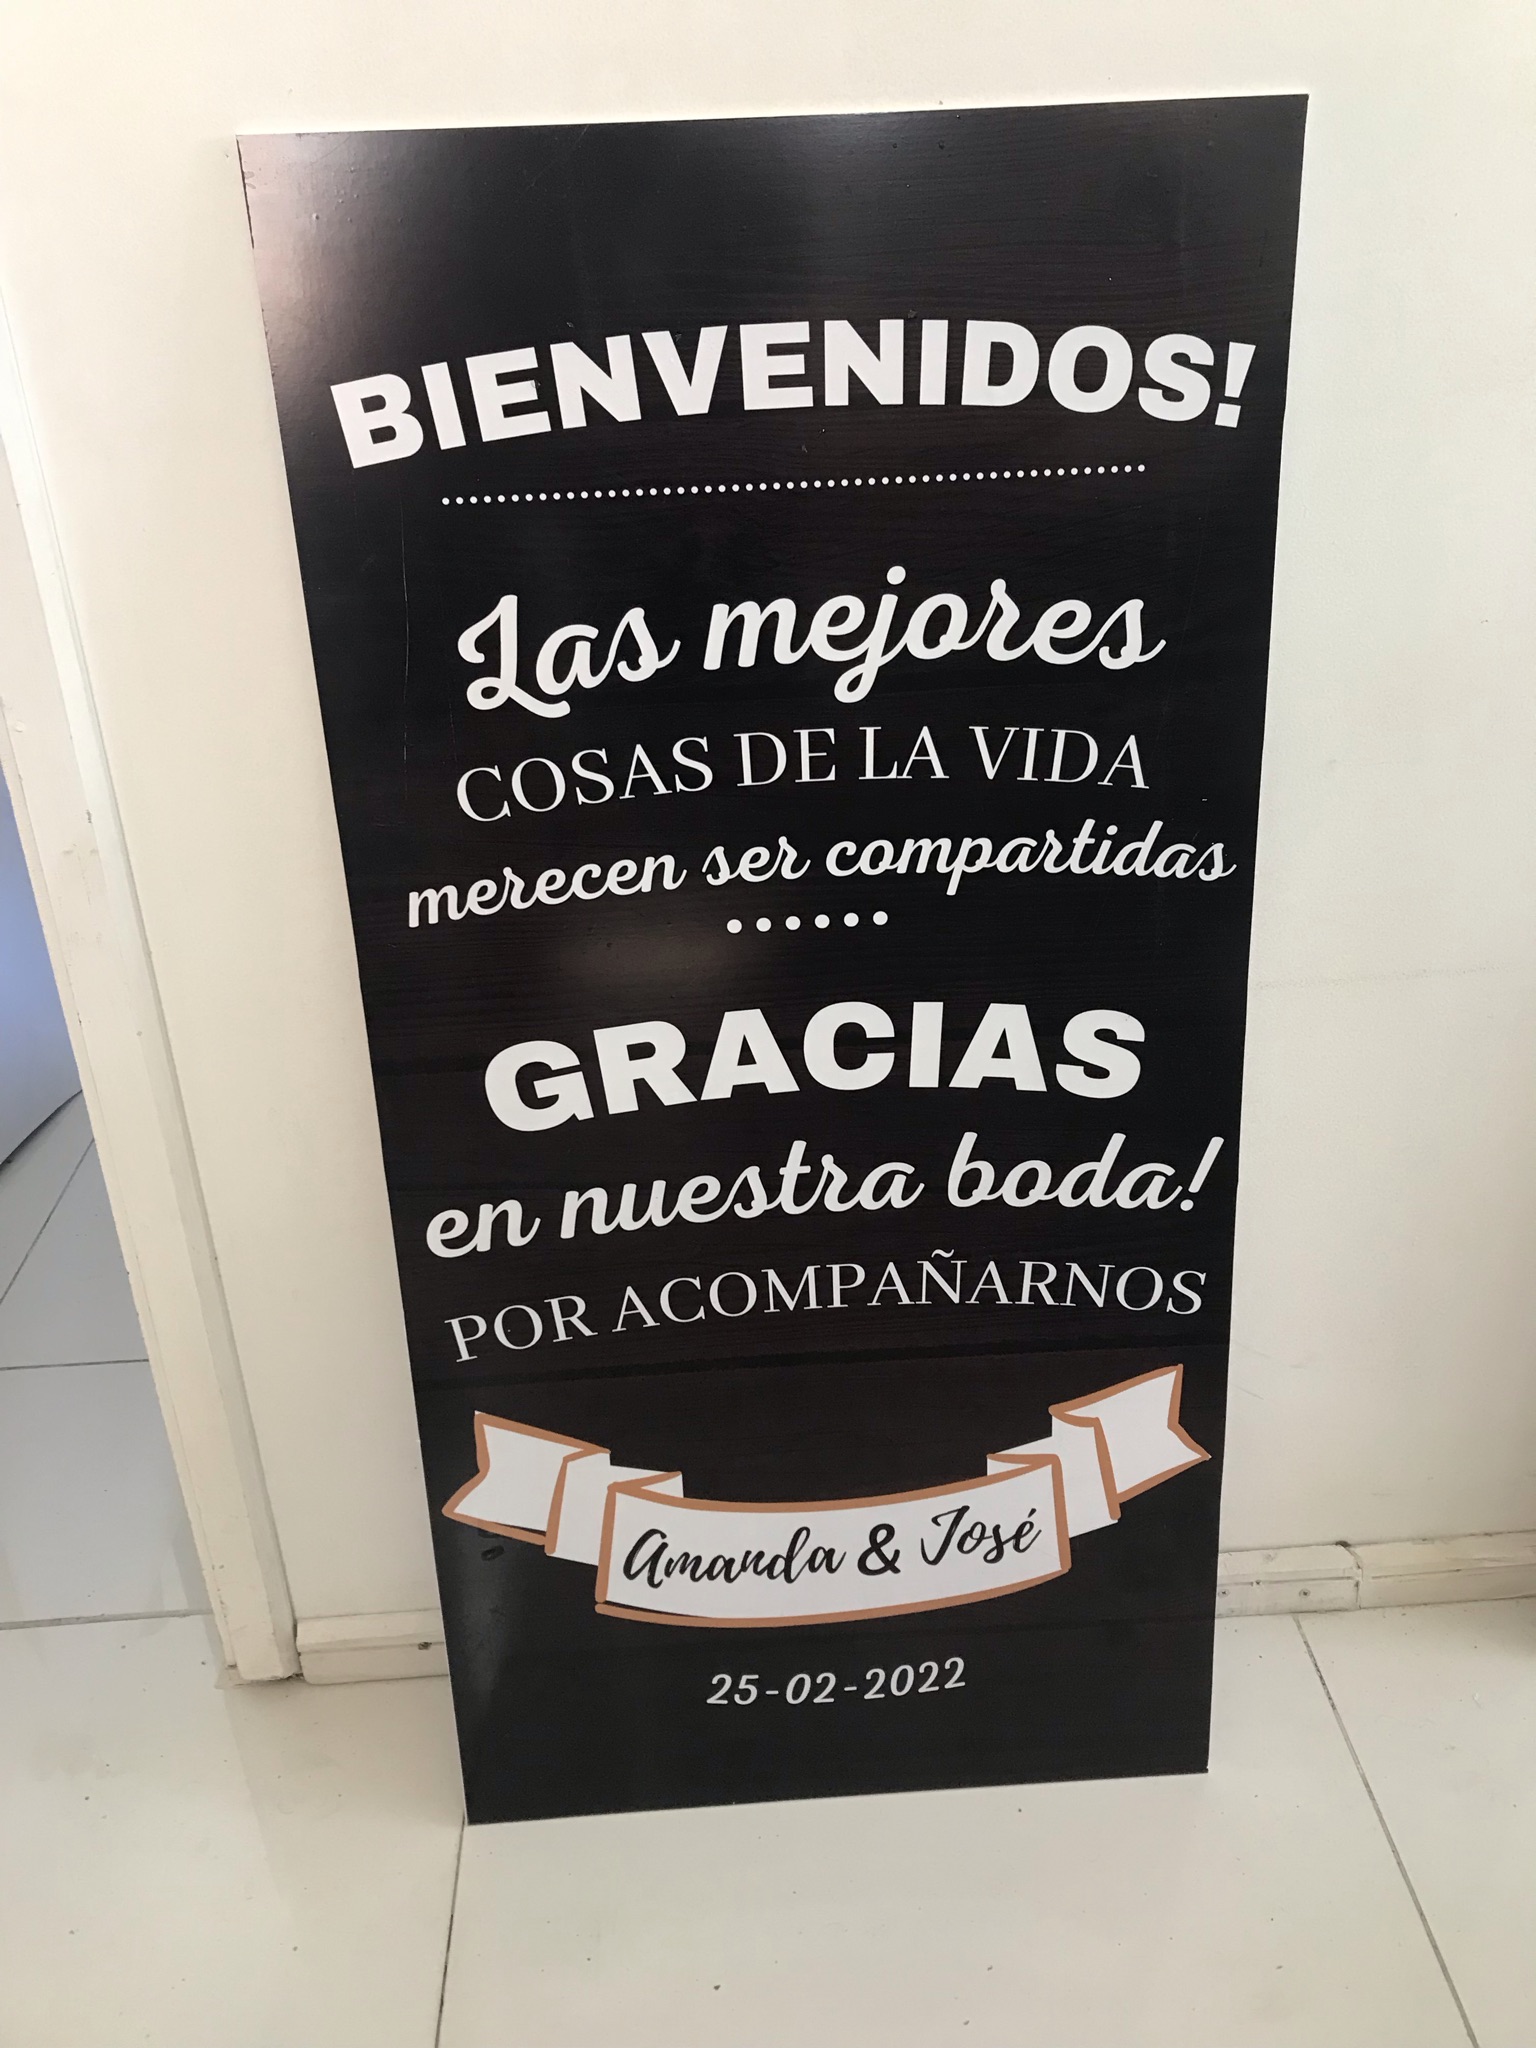 BIENVENIDOS!
Las mejores
COSAS DE LA VIDA
merecen ser compartidas
GRACIAS
en nuestra boda!
POR ACOMPAÑARNOS
Amanda & José
25-02-2022